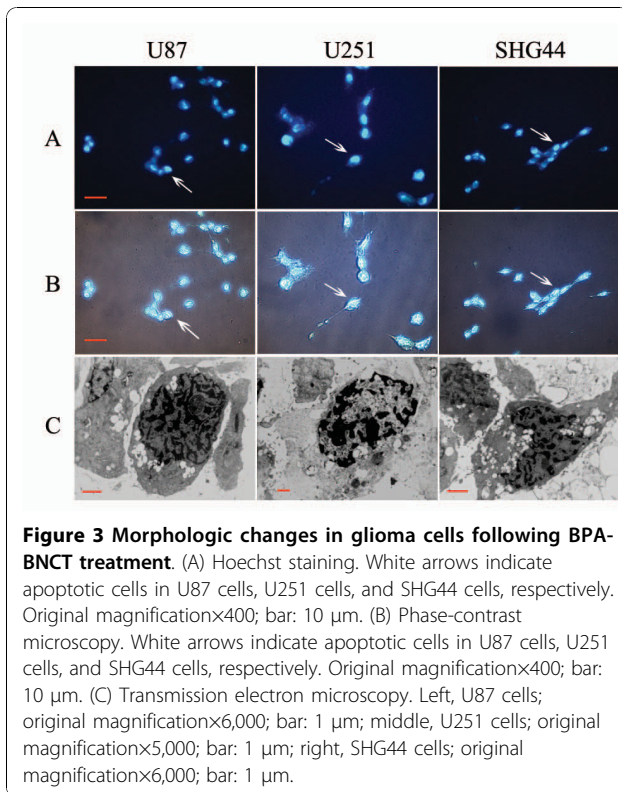 U87 U251 SHG44
A
B
C
Figure 3 Morphologic changes in glioma cells following BPA-
BNCT treatment. (A) Hoechst staining. White arrows indicate
apoptotic cells in U87 cells, U251 cells, and SHG44 cells, respectively.
Original magnification×400; bar: 10 μm. (B) Phase-contrast
microscopy. White arrows indicate apoptotic cells in U87 cells, U251
cells, and SHG44 cells, respectively. Original magnification×400; bar:
10 μm. (C) Transmission electron microscopy. Left, U87 cells;
original magnification×6,000; bar: 1 μm; middle, U251 cells; original
magnification×5,000; bar: 1 μm; right, SHG44 cells; original
magnification×6,000; bar: 1 μm.